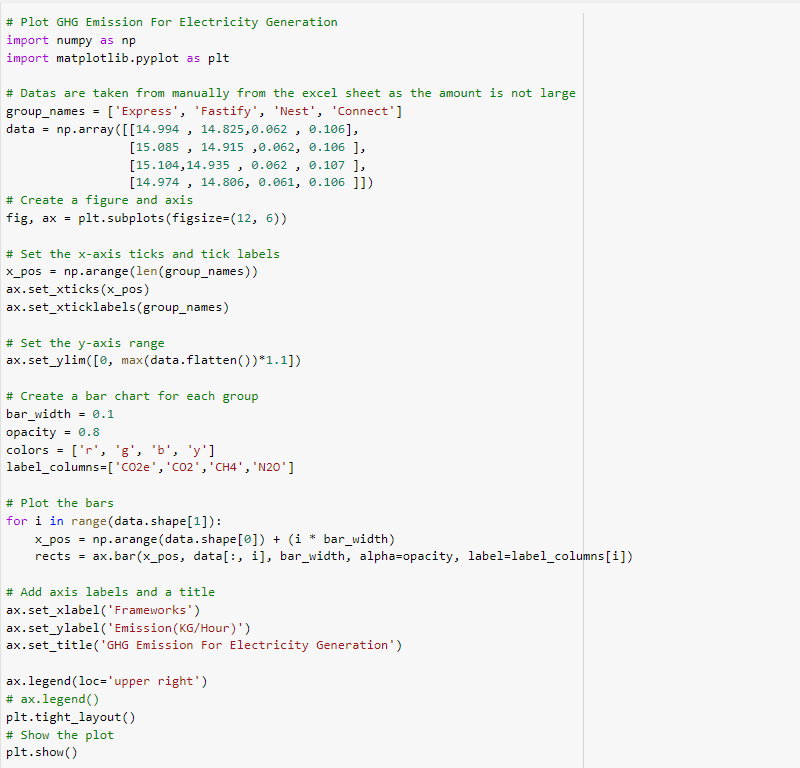 # Plot GHG Emission For Electricity Generation
import numpy as np
import matplotlib.pyplot as plt

# Datas are taken from manually from the excel sheet as the amount is not large
group_names = ['Express', 'Fastify', 'Nest', 'Connect']
data = np.array([[14.994 , 14.825,0.062 , 0.106],
                 [15.085 , 14.915 ,0.062, 0.106 ],
                 [15.104,14.935 , 0.062 , 0.107 ],
                 [14.974 , 14.806, 0.061, 0.106 ]])
# Create a figure and axis
fig, ax = plt.subplots(figsize=(12, 6))

# Set the x-axis ticks and tick labels
x_pos = np.arange(len(group_names))
ax.set_xticks(x_pos)
ax.set_xticklabels(group_names)

# Set the y-axis range
ax.set_ylim([0, max(data.flatten())*1.1])

# Create a bar chart for each group
bar_width = 0.1
opacity = 0.8
colors = ['r', 'g', 'b', 'y']
label_columns=['CO2e','CO2','CH4','N2O']

# Plot the bars
for i in range(data.shape[1]):
    x_pos = np.arange(data.shape[0]) + (i * bar_width)
    rects = ax.bar(x_pos, data[:, i], bar_width, alpha=opacity, label=label_columns[i])

# Add axis labels and a title
ax.set_xlabel('Frameworks')
ax.set_ylabel('Emission(KG/Hour)')
ax.set_title('GHG Emission For Electricity Generation')

ax.legend(loc='upper right')
# ax.legend()
plt.tight_layout()
# Show the plot
plt.show()